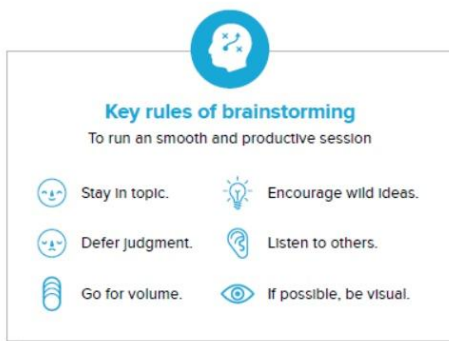 Key rules of brainstorming
To run an smooth and productive session
Stay in topic.
Encourage wild ideas.
Defer judgment.
Listen to others.
Go for volume.
If possible, be visual.